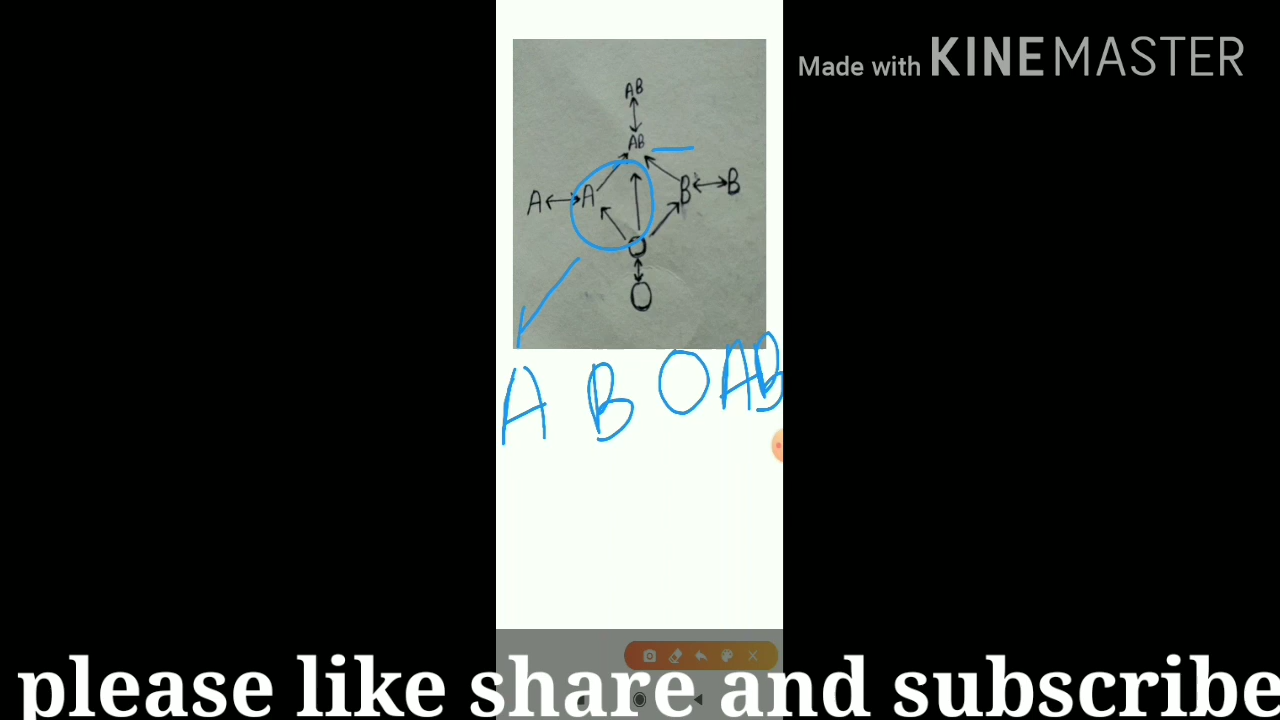 Made with KINEMASTER
AB
AB
A A B B
O
O
A B O AB
please like share and subscribe